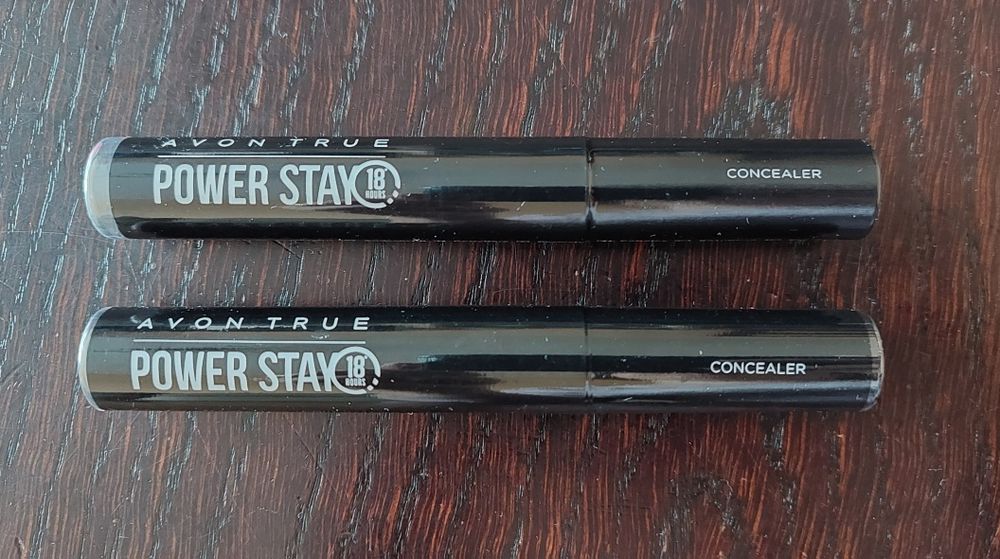 AVON TRUE
POWER STAY 18 HOURS
CONCEALER
AVON TRUE
POWER STAY 18 HOURS
CONCEALER